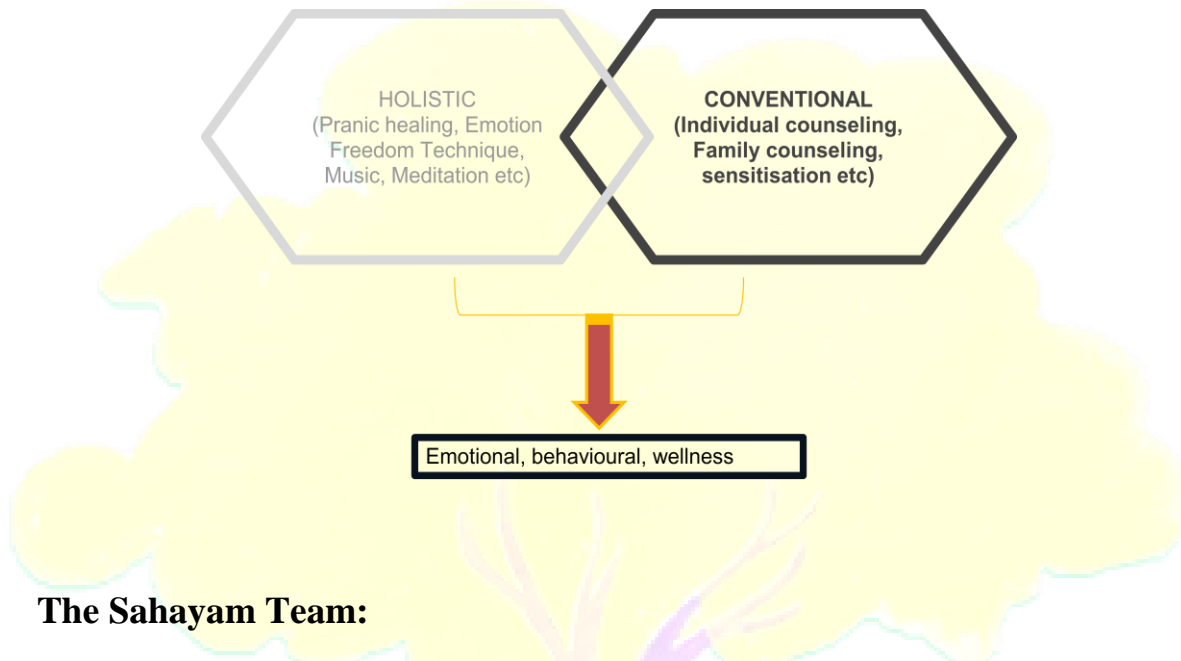 HOLISTIC
(Pranic healing, Emotion
Freedom Technique,
Music, Meditation etc)
CONVENTIONAL
(Individual counseling,
Family counseling,
sensitisation etc)
Emotional, behavioural, wellness
The Sahayam Team: